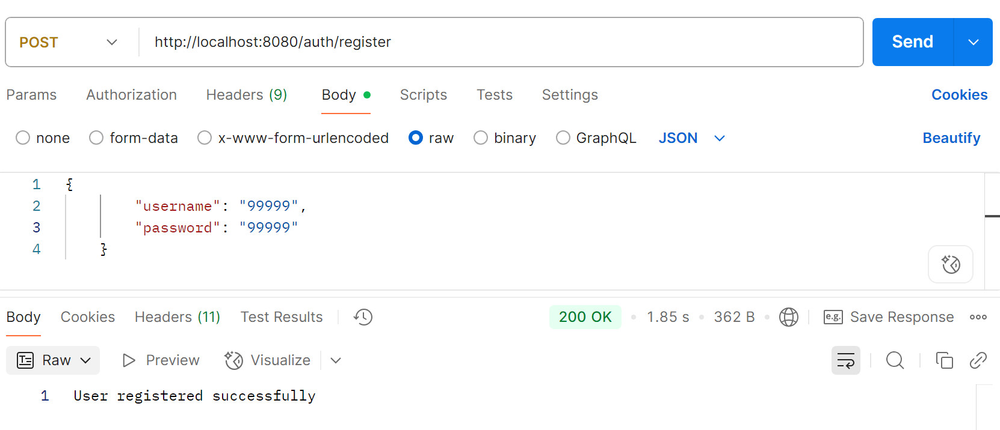 POST http://localhost:8080/auth/register Send
Params Authorization Headers (9) Body Scripts Tests Settings Cookies
none form-data x-www-form-urlencoded raw binary GraphQL JSON Beautify
1 {
2 "username": "99999",
3 "password": "99999"
4 }
Body Cookies Headers (11) Test Results 200 OK 1.85 s 362 B e.g. Save Response
Raw Preview Visualize
1 User registered successfully